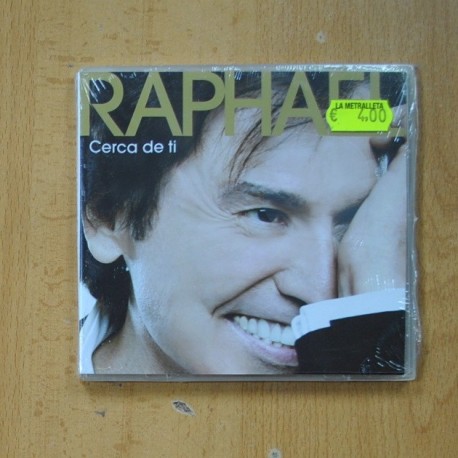 RAPHAEL
LA METRALLETA
€ 4,00
Cerca de ti